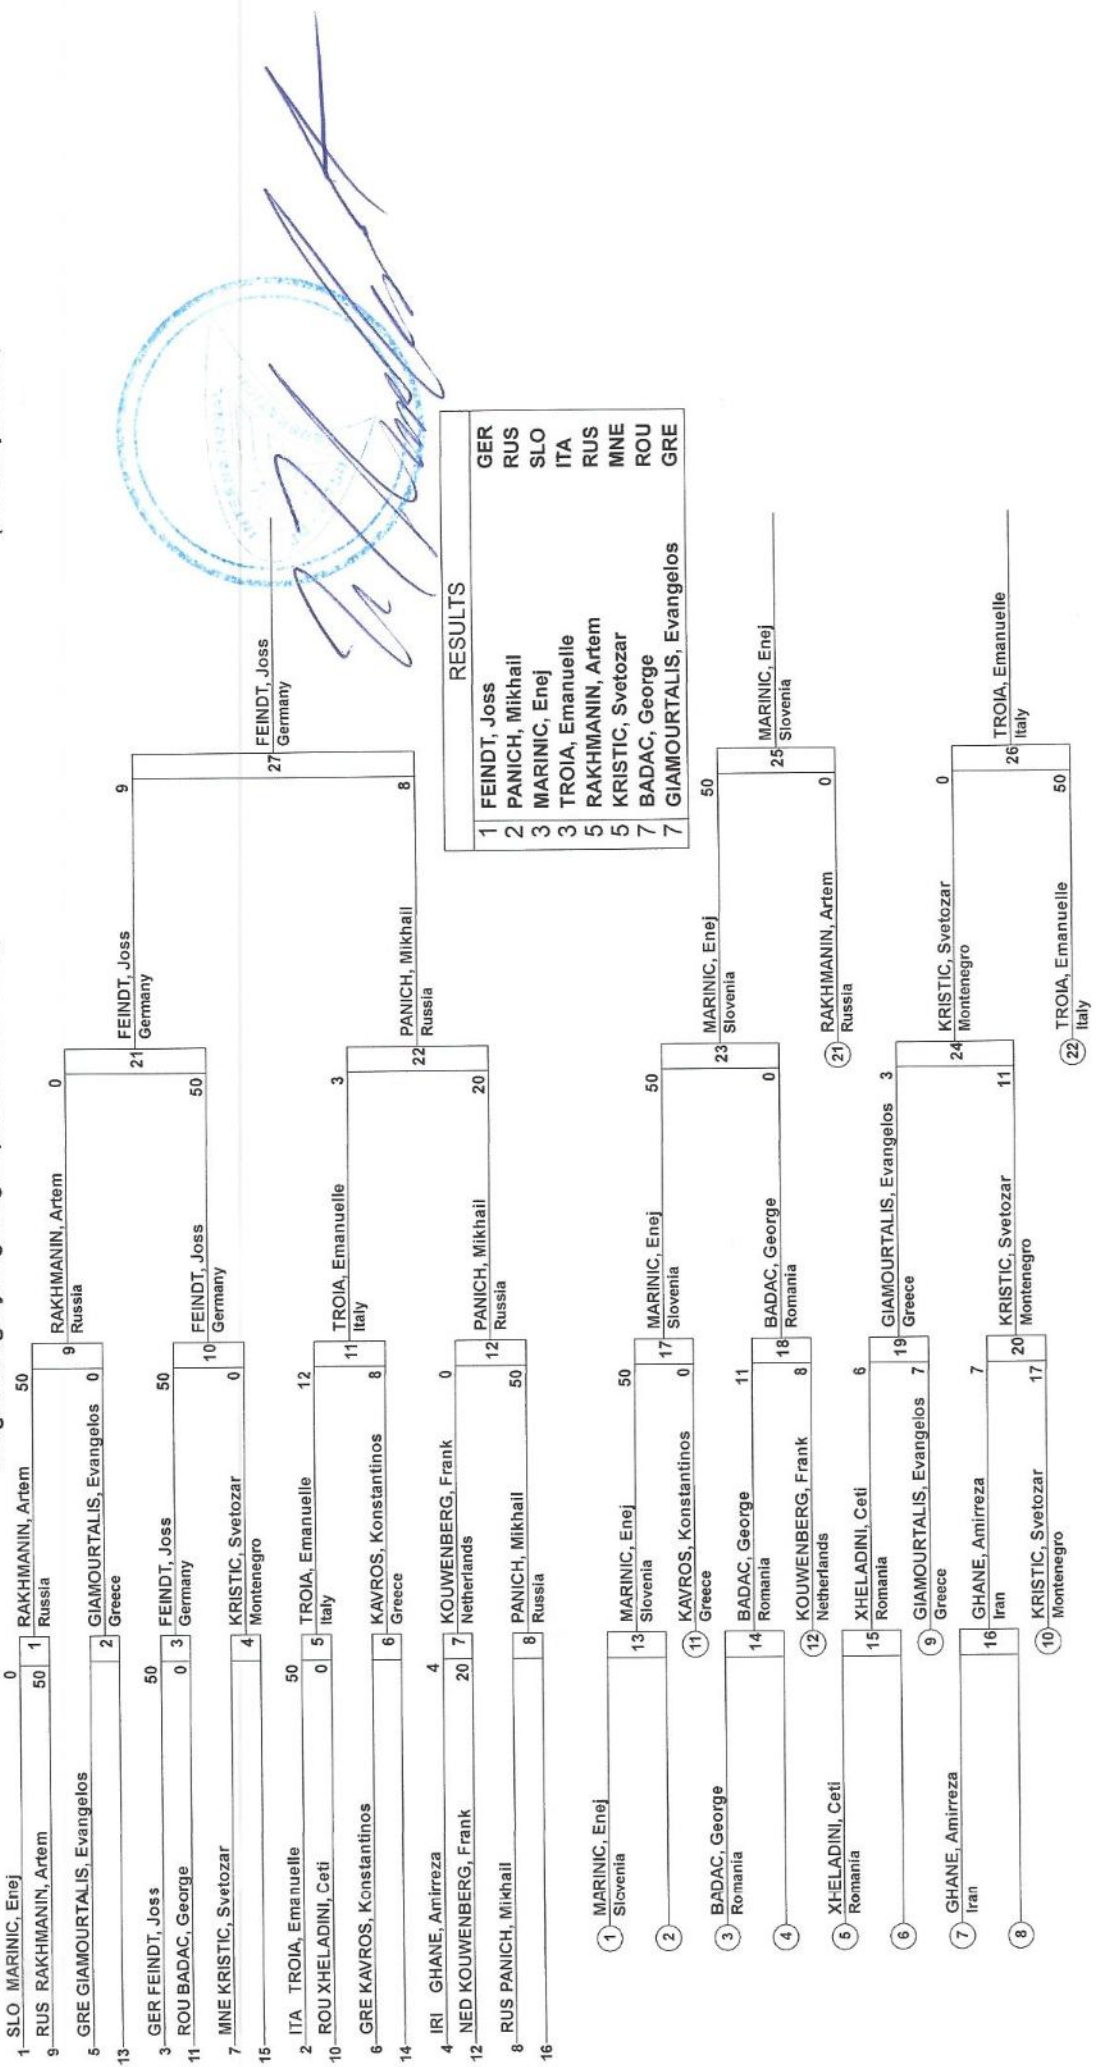 SLO MARINIC, Enej
1
0
RUS RAKHMANIN, Artem
9
50
1
RAKHMANIN, Artem
Russia
50
GRE GIAMOURTALIS, Evangelos
5
13
2
GIAMOURTALIS, Evangelos
Greece
0
9
RAKHMANIN, Artem
Russia
0
GER FEINDT, Joss
3
50
ROU BADAC, George
11
0
3
FEINDT, Joss
Germany
50
MNE KRISTIC, Svetozar
7
15
4
KRISTIC, Svetozar
Montenegro
0
10
FEINDT, Joss
Germany
50
21
FEINDT, Joss
Germany
9
ITA TROIA, Emanuelle
2
50
ROU XHELADINI, Ceti
10
0
5
TROIA, Emanuelle
Italy
12
GRE KAVROS, Konstantinos
6
14
6
KAVROS, Konstantinos
Greece
8
11
TROIA, Emanuelle
Italy
3
IRI GHANE, Amirreza
4
4
NED KOUWENBERG, Frank
12
20
7
KOUWENBERG, Frank
Netherlands
0
RUS PANICH, Mikhail
8
16
8
PANICH, Mikhail
Russia
50
12
PANICH, Mikhail
Russia
20
22
PANICH, Mikhail
Russia
8
27
FEINDT, Joss
Germany
RESULTS
1 FEINDT, Joss GER
2 PANICH, Mikhail RUS
3 MARINIC, Enej SLO
3 TROIA, Emanuelle ITA
5 RAKHMANIN, Artem RUS
5 KRISTIC, Svetozar MNE
7 BADAC, George ROU
7 GIAMOURTALIS, Evangelos GRE
1 MARINIC, Enej
Slovenia
2
13
MARINIC, Enej
Slovenia
50
11
KAVROS, Konstantinos
Greece
0
17
MARINIC, Enej
Slovenia
50
3 BADAC, George
Romania
4
14
BADAC, George
Romania
11
12
KOUWENBERG, Frank
Netherlands
8
18
BADAC, George
Romania
0
23
MARINIC, Enej
Slovenia
50
21
RAKHMANIN, Artem
Russia
0
25
MARINIC, Enej
Slovenia
5 XHELADINI, Ceti
Romania
6
15
XHELADINI, Ceti
Romania
6
9
GIAMOURTALIS, Evangelos
Greece
7
19
GIAMOURTALIS, Evangelos
Greece
3
7 GHANE, Amirreza
Iran
8
16
GHANE, Amirreza
Iran
7
10
KRISTIC, Svetozar
Montenegro
17
20
KRISTIC, Svetozar
Montenegro
11
24
KRISTIC, Svetozar
Montenegro
0
22
TROIA, Emanuelle
Italy
50
26
TROIA, Emanuelle
Italy